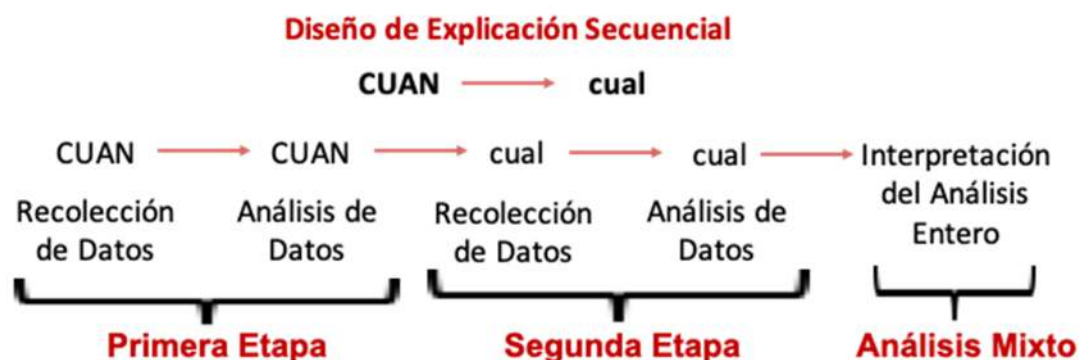 Diseño de Explicación Secuencial
CUAN cual
CUAN CUAN cual cual Interpretación
del Análisis
Entero
Recolección
de Datos
Análisis de
Datos
Recolección
de Datos
Análisis de
Datos
Primera Etapa Segunda Etapa Análisis Mixto